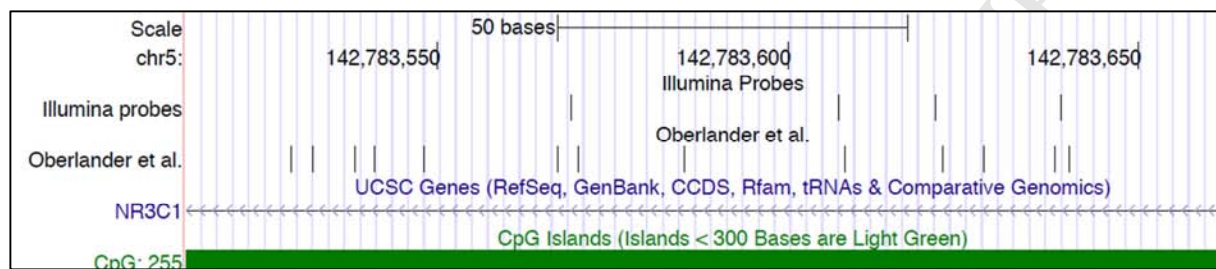 Scale 50 bases
chr5: 142,783,550 142,783,600 142,783,650
Illumina Probes
Illumina probes
Oberlander et al.
Oberlander et al.
UCSC Genes (RefSeq, GenBank, CCDS, Rfam, tRNAs & Comparative Genomics)
NR3C1
CpG Islands (Islands < 300 Bases are Light Green)
CpG: 255